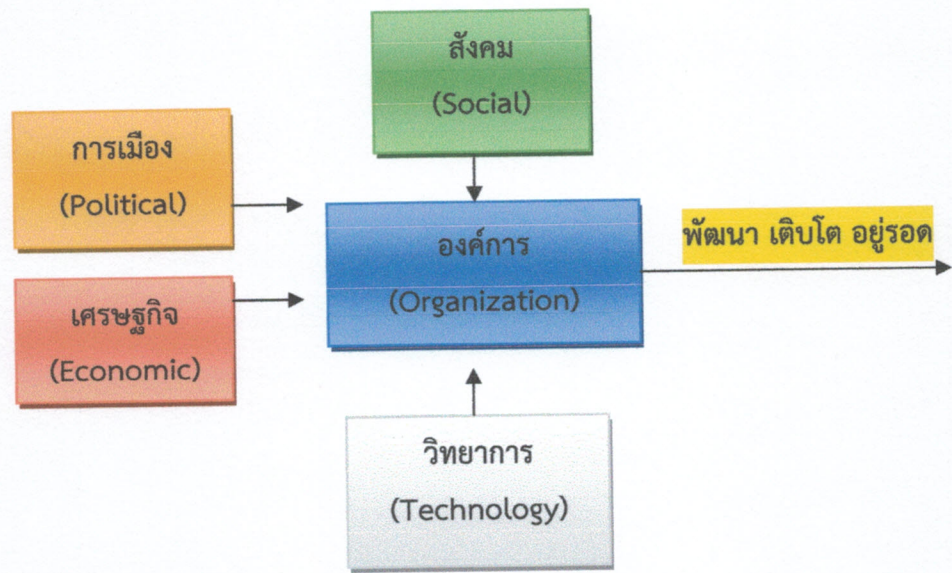 สังคม
(Social)
การเมือง
(Political)
องค์การ
(Organization)
พัฒนา เติบโต อยู่รอด
เศรษฐกิจ
(Economic)
วิทยาการ
(Technology)